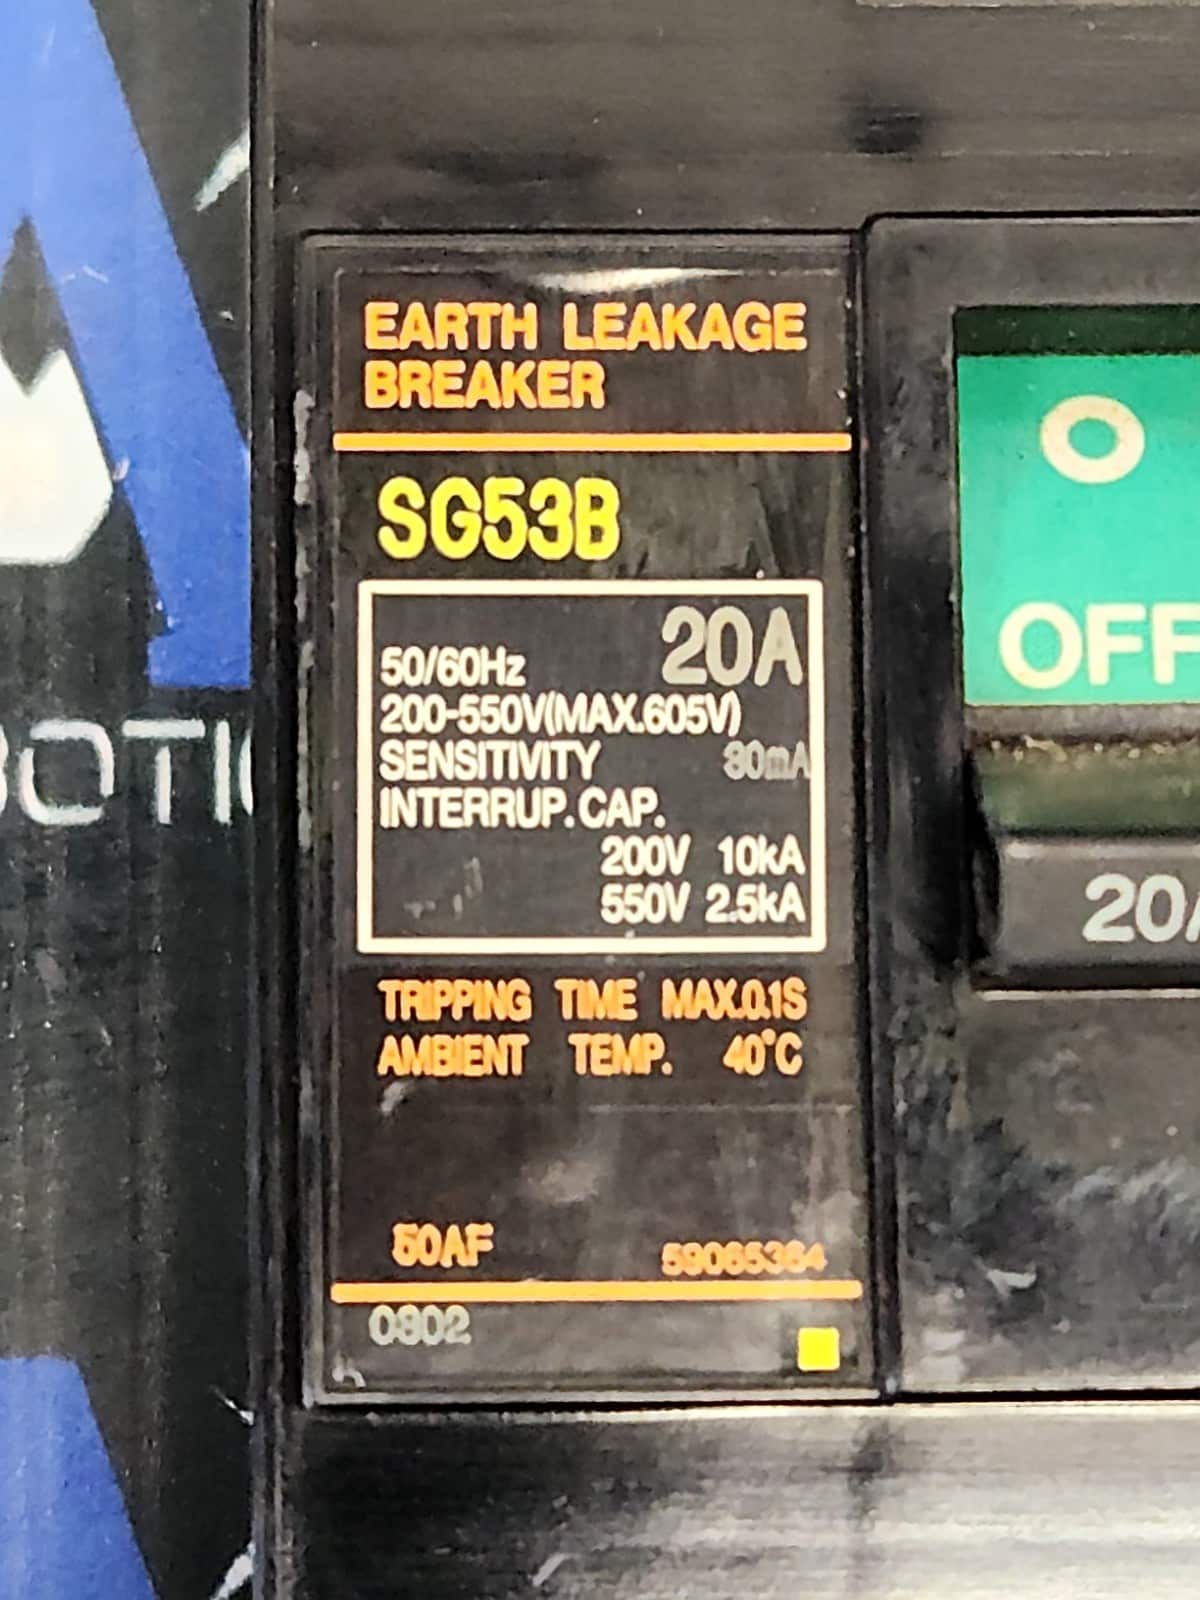 EARTH LEAKAGE
BREAKER
SG53B
20A
50/60Hz
200-550V(MAX.605V)
SENSITIVITY 30mA
INTERRUP.CAP.
200V 10kA
550V 2.5kA
TRIPPING TIME MAX.0.1S
AMBIENT TEMP. 40°C
50AF 59065364
0802
O
OFF
20A
BOTI